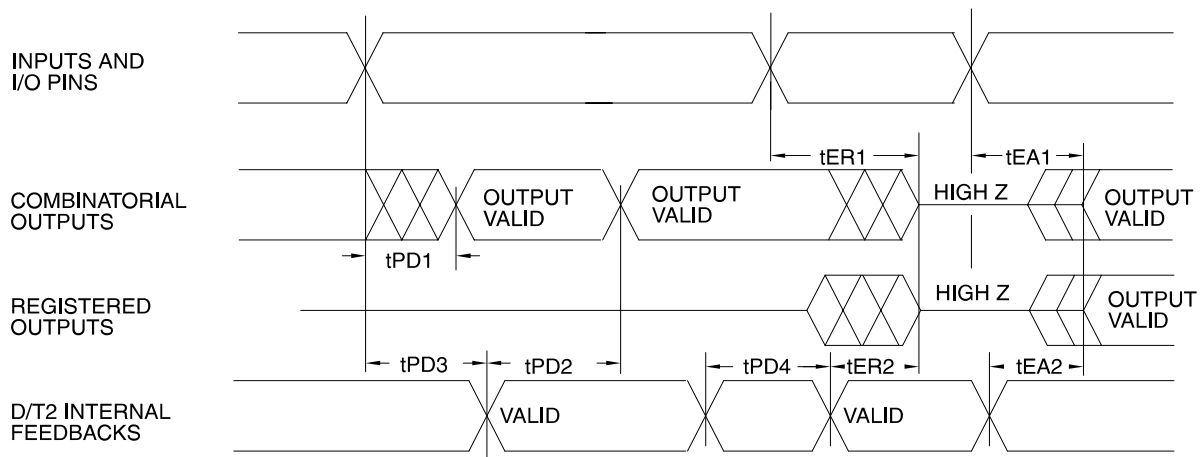 INPUTS AND
I/O PINS
tER1
tEA1
COMBINATORIAL
OUTPUTS
OUTPUT
VALID
OUTPUT
VALID
HIGH Z
OUTPUT
VALID
tPD1
REGISTERED
OUTPUTS
HIGH Z
OUTPUT
VALID
tPD3
tPD2
tPD4
tER2
tEA2
D/T2 INTERNAL
FEEDBACKS
VALID
VALID